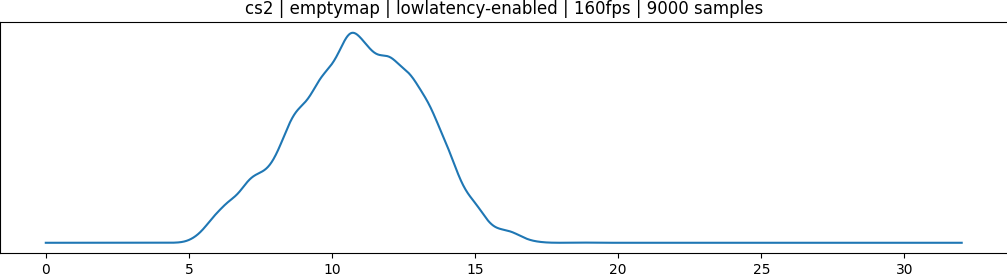 cs2 | emptymap | lowlatency-enabled | 160fps | 9000 samples
0 5 10 15 20 25 30